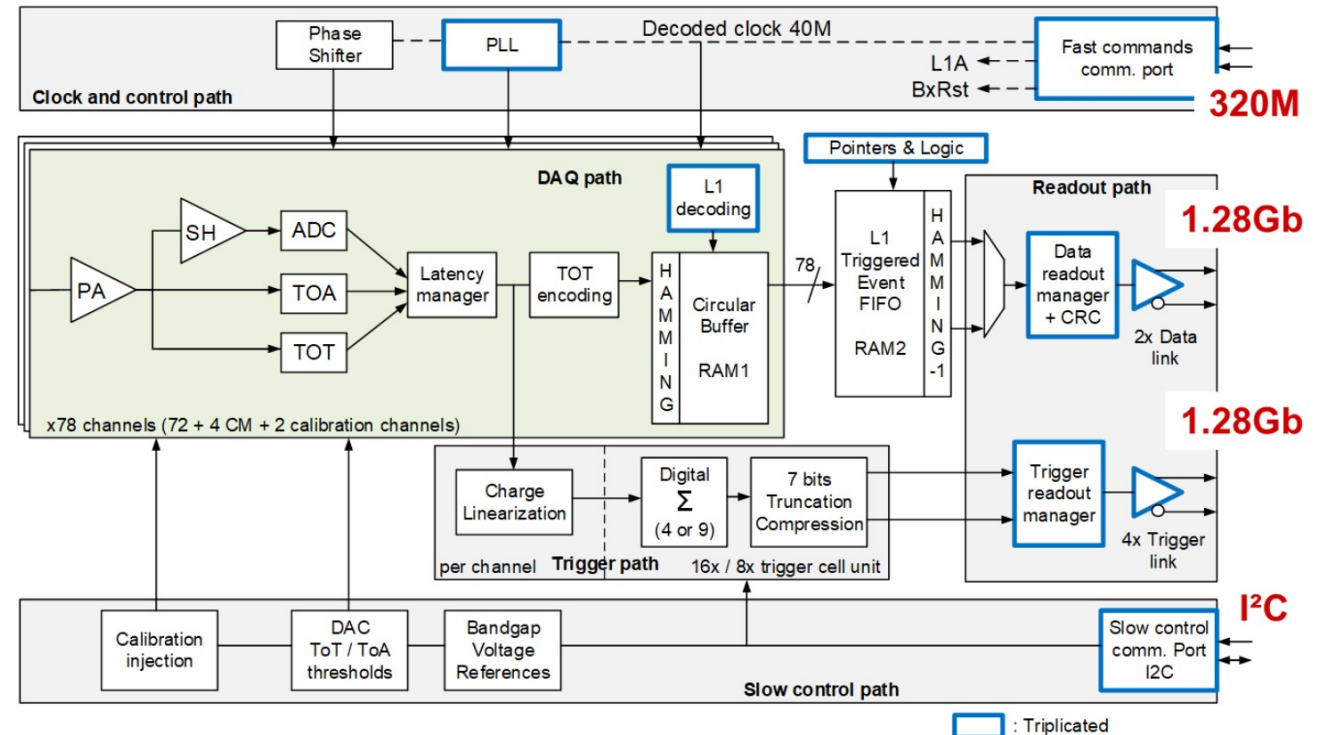 Phase
Shifter
PLL
Decoded clock 40M
L1A
BxRst
Fast commands
comm. port
Clock and control path
320M
DAQ path
L1
decoding
Pointers & Logic
Readout path
1.28Gb
PA
SH
ADC
TOA
TOT
Latency
manager
TOT
encoding
H
A
M
M
I
N
G
Circular
Buffer
RAM1
78
L1
Triggered
Event
FIFO
RAM2
H
A
M
M
I
N
G
-1
Data
readout
manager
+ CRC
2x Data
link
x78 channels (72 + 4 CM + 2 calibration channels)
1.28Gb
Charge
Linearization
Digital
Σ
(4 or 9)
7 bits
Truncation
Compression
per channel
Trigger path
16x / 8x trigger cell unit
Trigger
readout
manager
4x Trigger
link
I²C
Calibration
injection
DAC
ToT / ToA
thresholds
Bandgap
Voltage
References
Slow control
comm. Port
I2C
Slow control path
: Triplicated